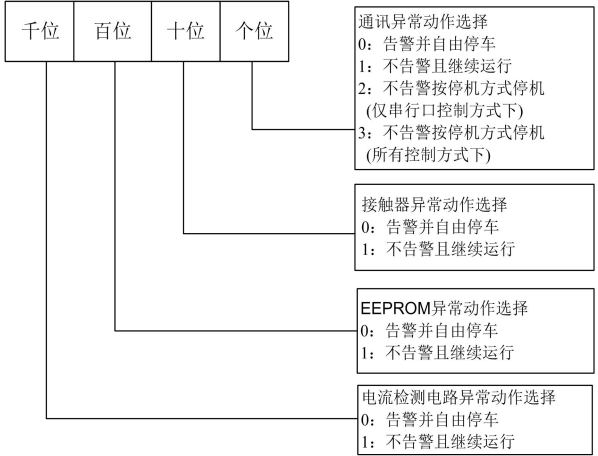 千位 百位 十位 个位
通讯异常动作选择
0：告警并自由停车
1：不告警且继续运行
2：不告警按停机方式停机
(仅串行口控制方式下)
3：不告警按停机方式停机
(所有控制方式下)
接触器异常动作选择
0：告警并自由停车
1：不告警且继续运行
EEPROM异常动作选择
0：告警并自由停车
1：不告警且继续运行
电流检测电路异常动作选择
0：告警并自由停车
1：不告警且继续运行